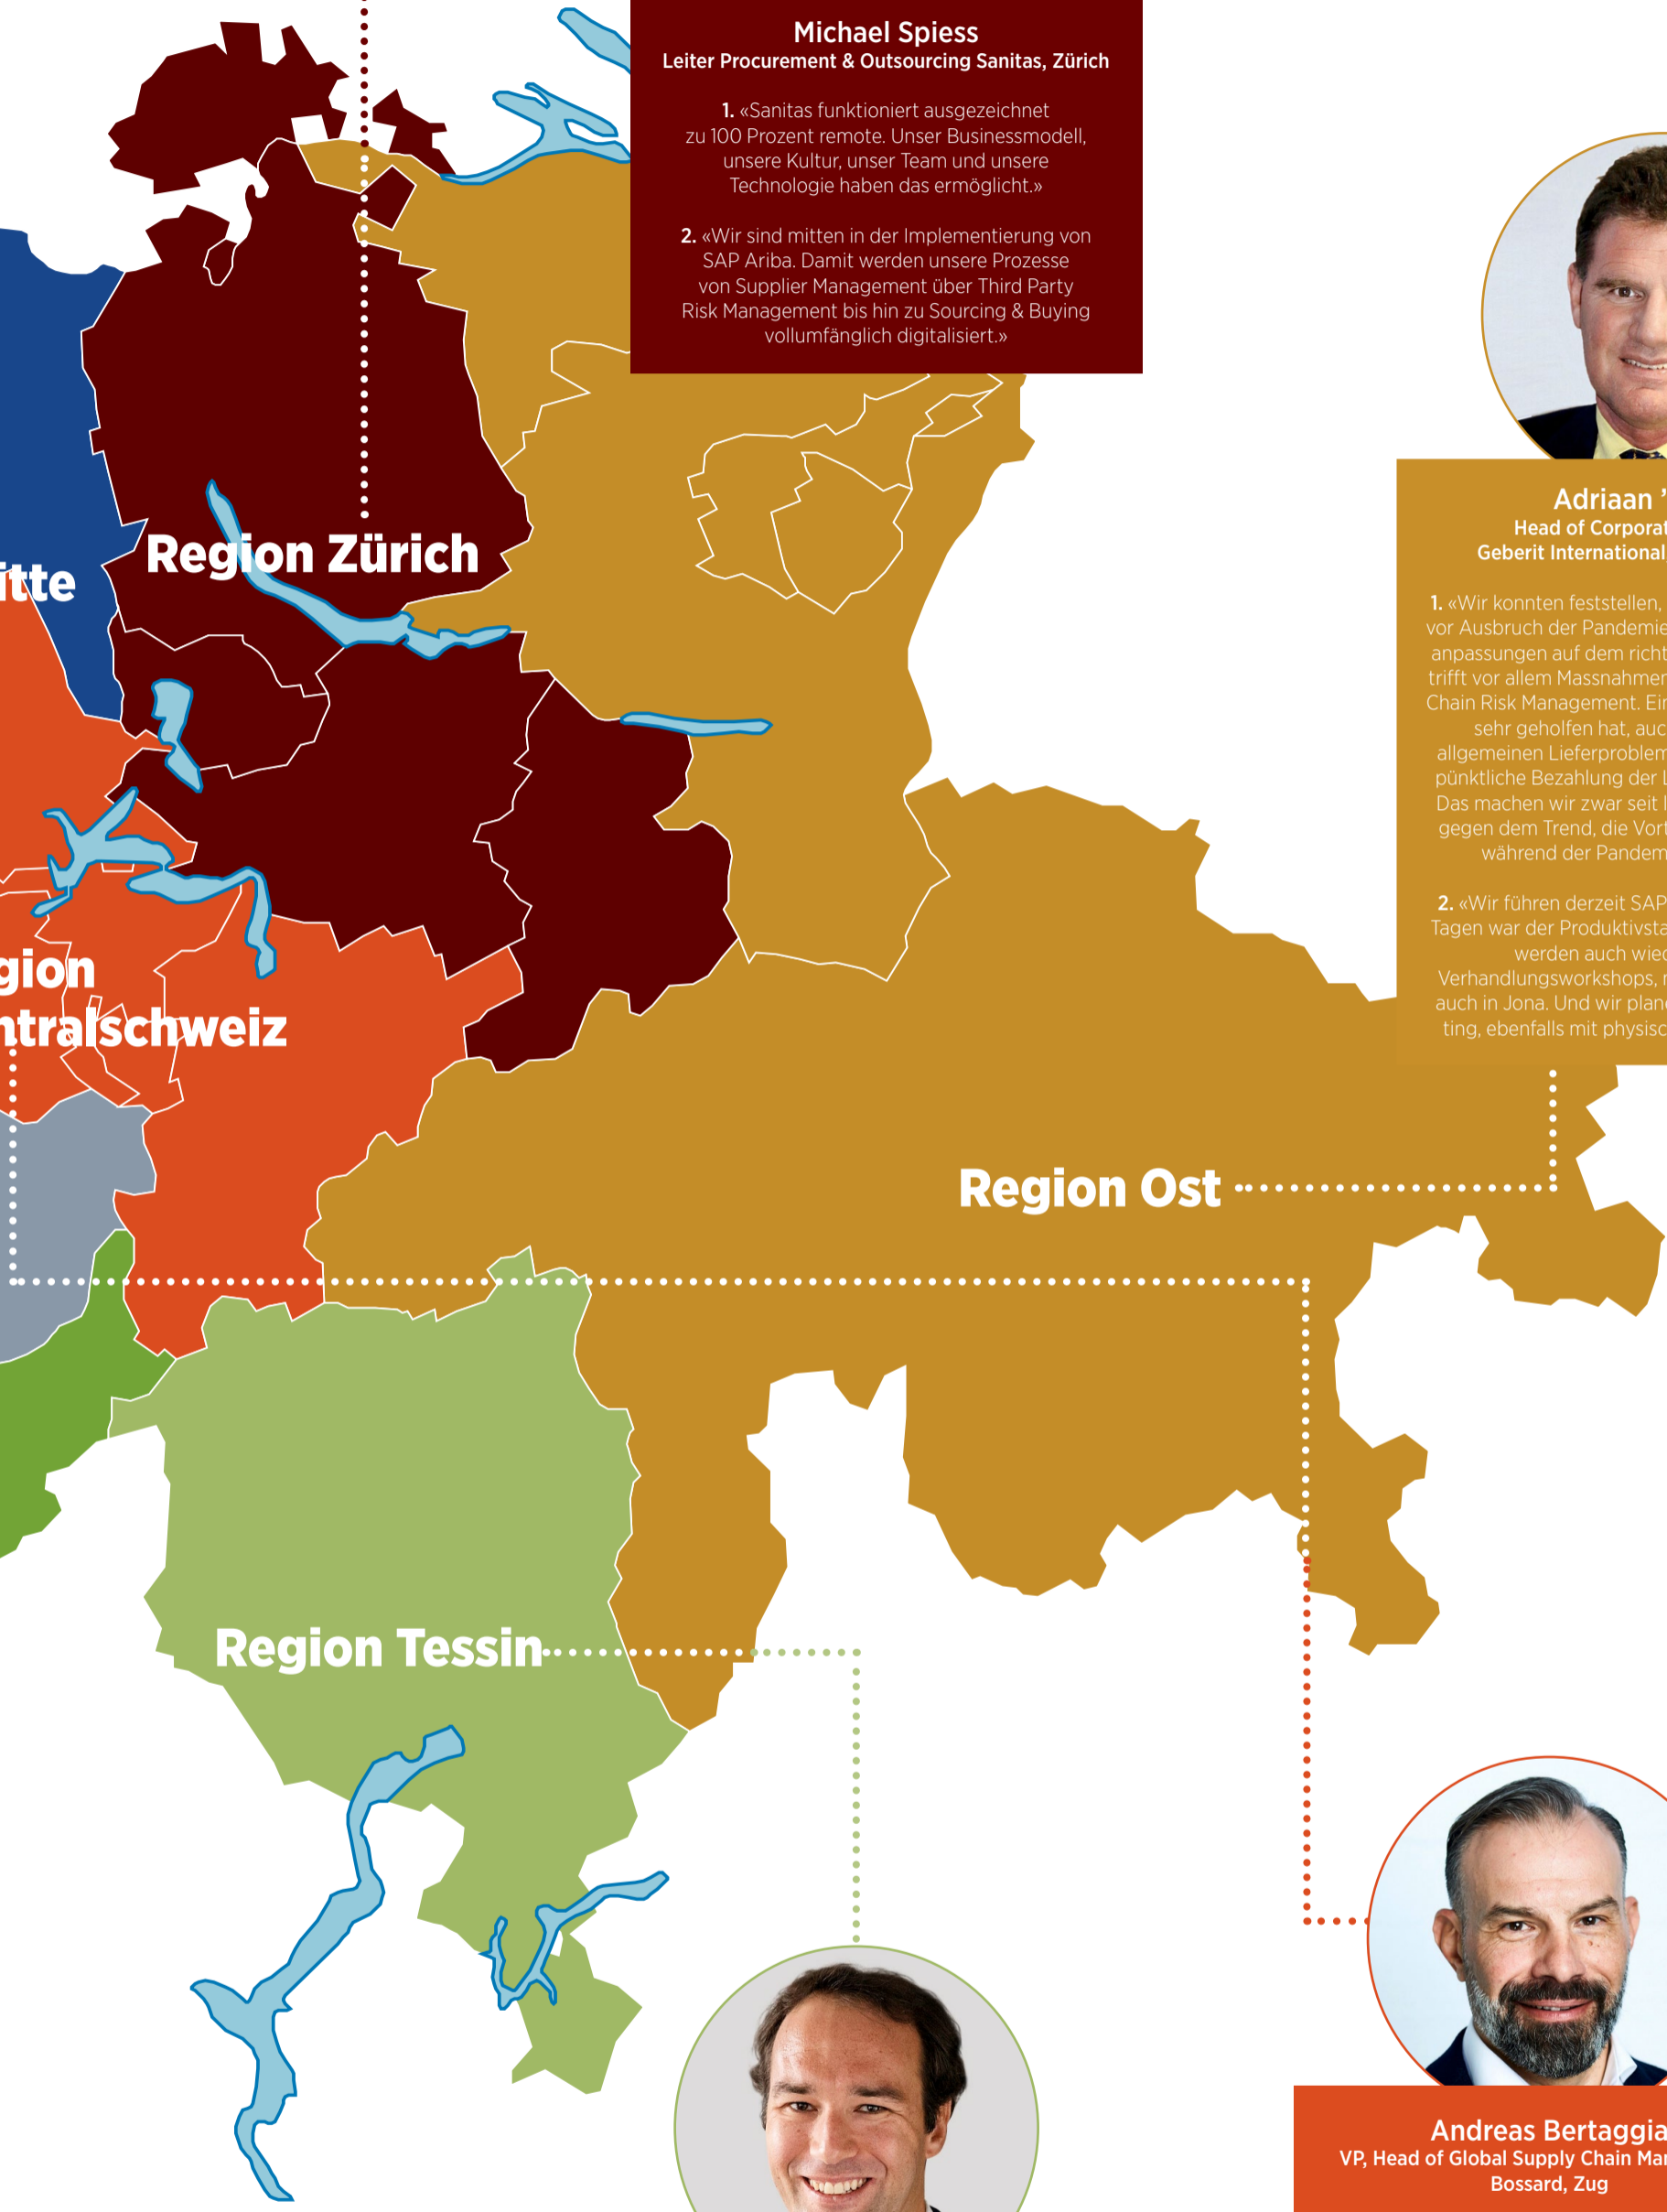 Michael Spiess
Leiter Procurement & Outsourcing Sanitas, Zürich
1. «Sanitas funktioniert ausgezeichnet
zu 100 Prozent remote. Unser Businessmodell,
unsere Kultur, unser Team und unsere
Technologie haben das ermöglicht.»
2. «Wir sind mitten in der Implementierung von
SAP Ariba. Damit werden unsere Prozesse
von Supplier Management über Third Party
Risk Management bis hin zu Sourcing & Buying
vollumfänglich digitalisiert.»
Region Zürich
itte
gion
ntralschweiz
Adriaan ’
Head of Corporat
Geberit International
1. «Wir konnten feststellen,
vor Ausbruch der Pandemie
anpassungen auf dem richt
trifft vor allem Massnahmen
Chain Risk Management. Ein
sehr geholfen hat, auc
allgemeinen Lieferproblem
pünktliche Bezahlung der L
Das machen wir zwar seit l
gegen dem Trend, die Vorf
während der Pandem
2. «Wir führen derzeit SAP
Tagen war der Produktivsta
werden auch wied
Verhandlungsworkshops,
auch in Jona. Und wir plane
ting, ebenfalls mit physisc
Region Ost
Region Tessin
Andreas Bertaggia
VP, Head of Global Supply Chain Ma
Bossard, Zug